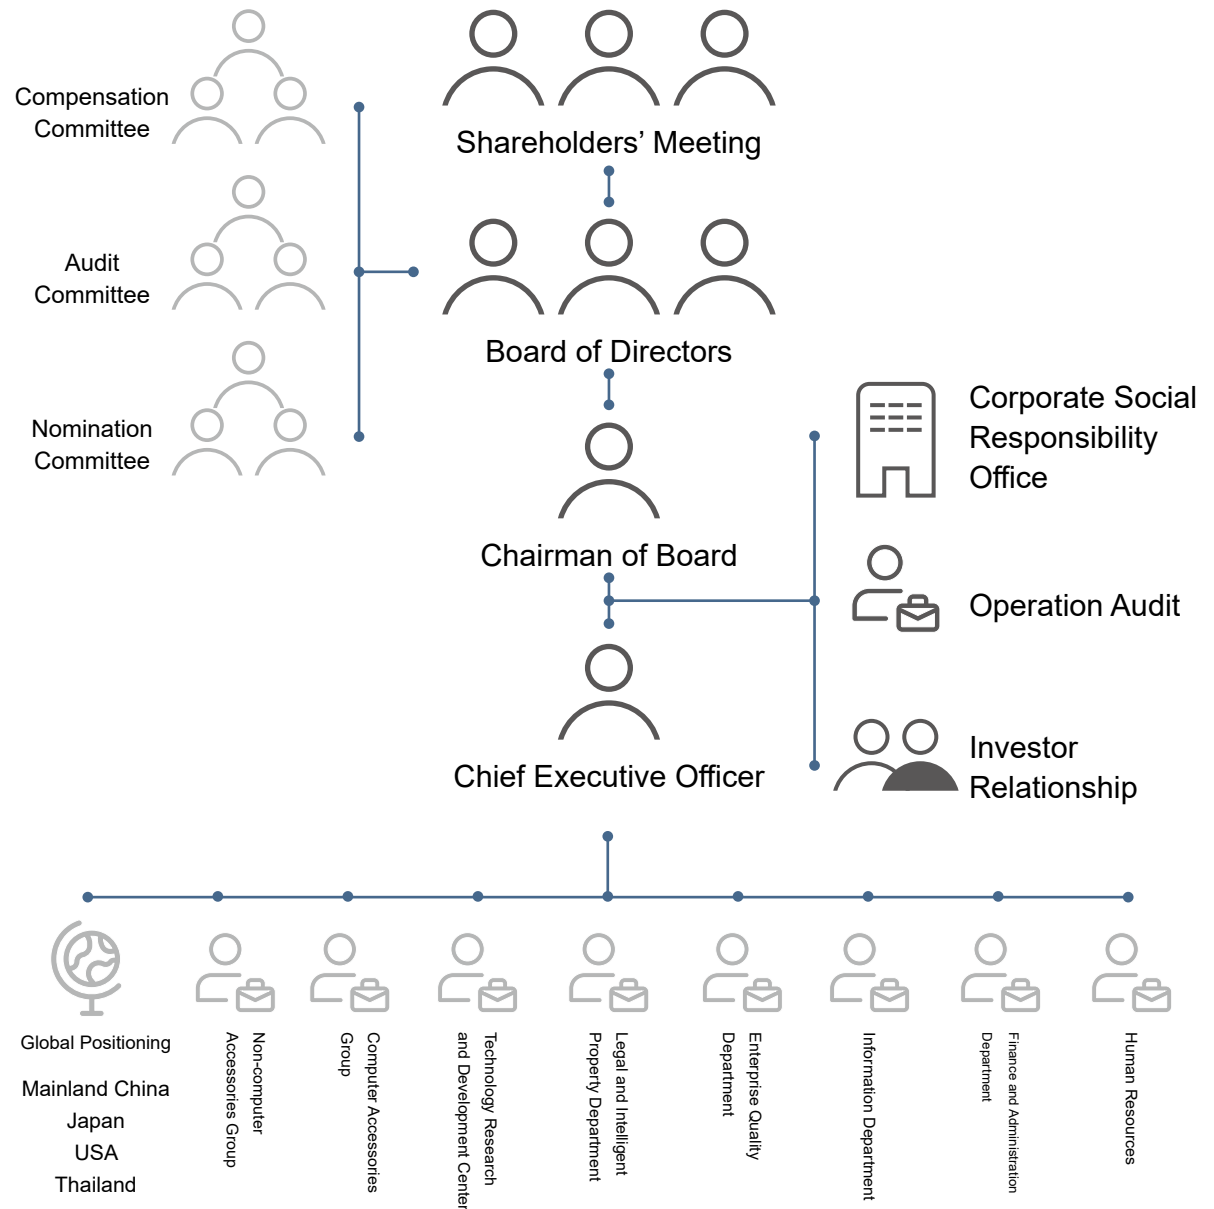 Compensation
Committee
Shareholders’ Meeting
Audit
Committee
Board of Directors
Nomination
Committee
Corporate Social
Responsibility
Office
Chairman of Board
Operation Audit
Chief Executive Officer
Investor
Relationship
Global Positioning
Mainland China
Japan
USA
Thailand
Non-computer
Accessories Group
Computer Accessories
Group
Technology Research
and Development Center
Legal and Intelligent
Property Department
Enterprise Quality
Department
Information Department
Finance and Administration
Department
Human Resources